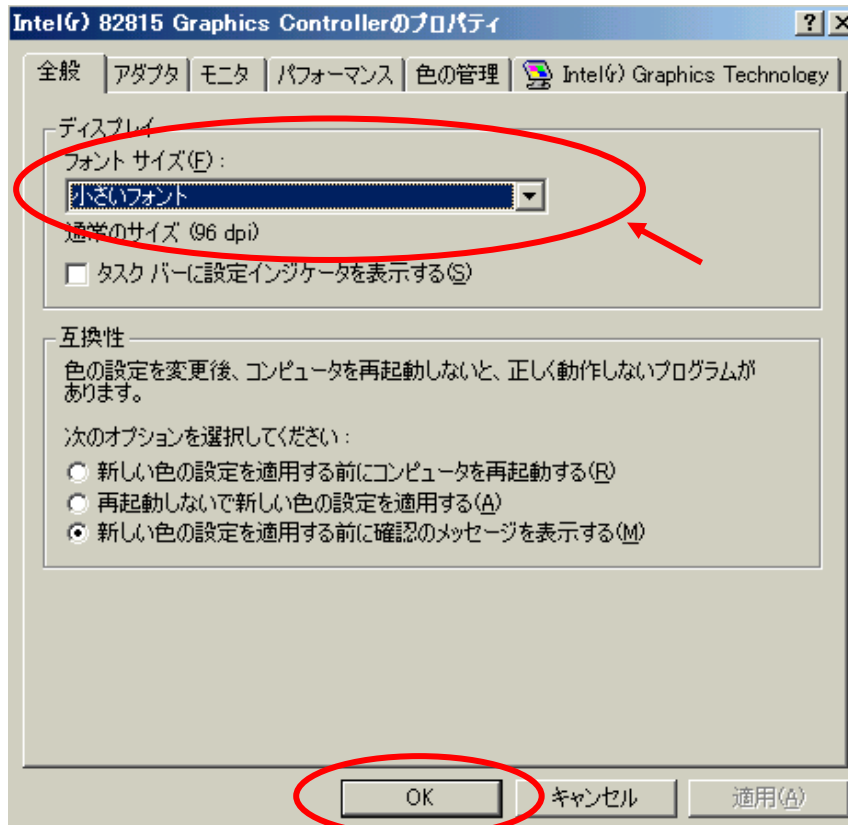 Intel(r) 82815 Graphics Controllerのプロパティ
全般 アダプタ モニタ パフォーマンス 色の管理 Intel(r) Graphics Technology
ディスプレイ
フォント サイズ(F):
小さいフォント
通常のサイズ (96 dpi)
タスク バーに設定インジケータを表示する(S)
互換性
色の設定を変更後、コンピュータを再起動しないと、正しく動作しないプログラムが
あります。
次のオプションを選択してください:
新しい色の設定を適用する前にコンピュータを再起動する(R)
再起動しないで新しい色の設定を適用する(A)
新しい色の設定を適用する前に確認のメッセージを表示する(M)
OK キャンセル 適用(A)